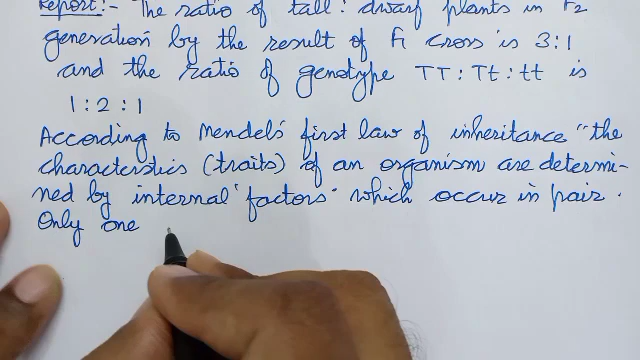 Report:- The ratio of tall : dwarf plants in F2
generation by the result of F1 cross is 3:1
and the ratio of genotype TT : Tt : tt is
1 : 2 : 1
According to Mendel's first law of inheritance "the
characterstics (traits) of an organism are determi-
ned by internal 'factors' which occur in pair.
Only one